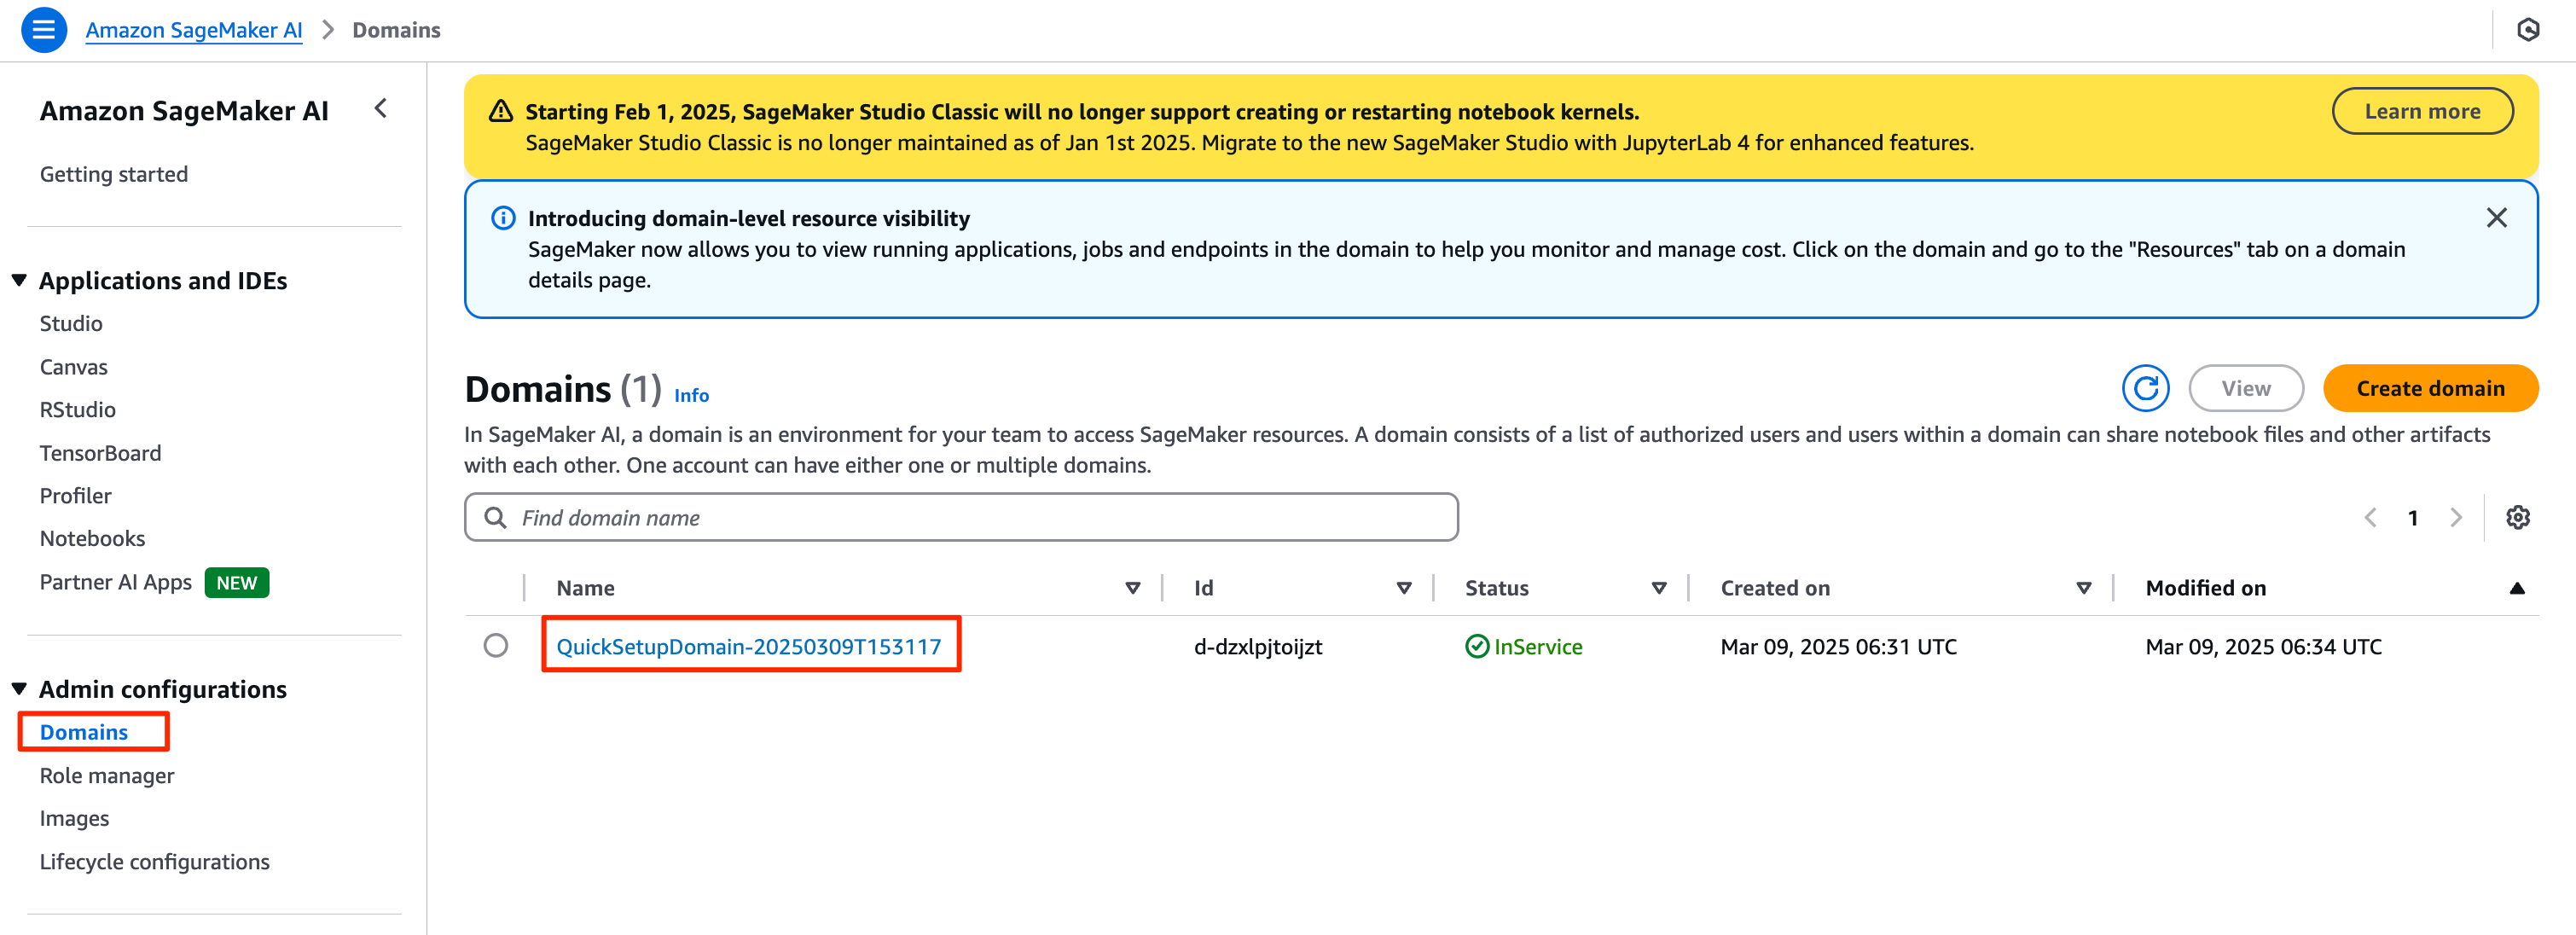 Amazon SageMaker AI > Domains
Amazon SageMaker AI
Getting started
Applications and IDEs
Studio
Canvas
RStudio
TensorBoard
Profiler
Notebooks
Partner AI Apps NEW
Admin configurations
Domains
Role manager
Images
Lifecycle configurations
Starting Feb 1, 2025, SageMaker Studio Classic will no longer support creating or restarting notebook kernels.
SageMaker Studio Classic is no longer maintained as of Jan 1st 2025. Migrate to the new SageMaker Studio with JupyterLab 4 for enhanced features.
Learn more
Introducing domain-level resource visibility
SageMaker now allows you to view running applications, jobs and endpoints in the domain to help you monitor and manage cost. Click on the domain and go to the "Resources" tab on a domain
details page.
Domains (1) Info
View
Create domain
In SageMaker AI, a domain is an environment for your team to access SageMaker resources. A domain consists of a list of authorized users and users within a domain can share notebook files and other artifacts
with each other. One account can have either one or multiple domains.
Find domain name
1
Name Id Status Created on Modified on
QuickSetupDomain-20250309T153117 d-dzxlpjtoijzt InService Mar 09, 2025 06:31 UTC Mar 09, 2025 06:34 UTC